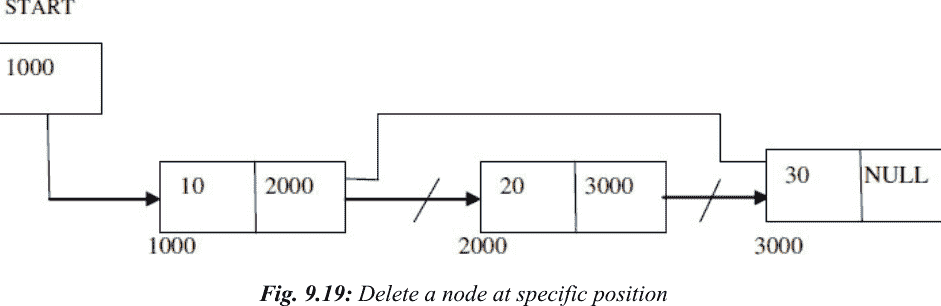 START
1000
10 2000
20 3000
30 NULL
1000
2000
3000
Fig. 9.19: Delete a node at specific position